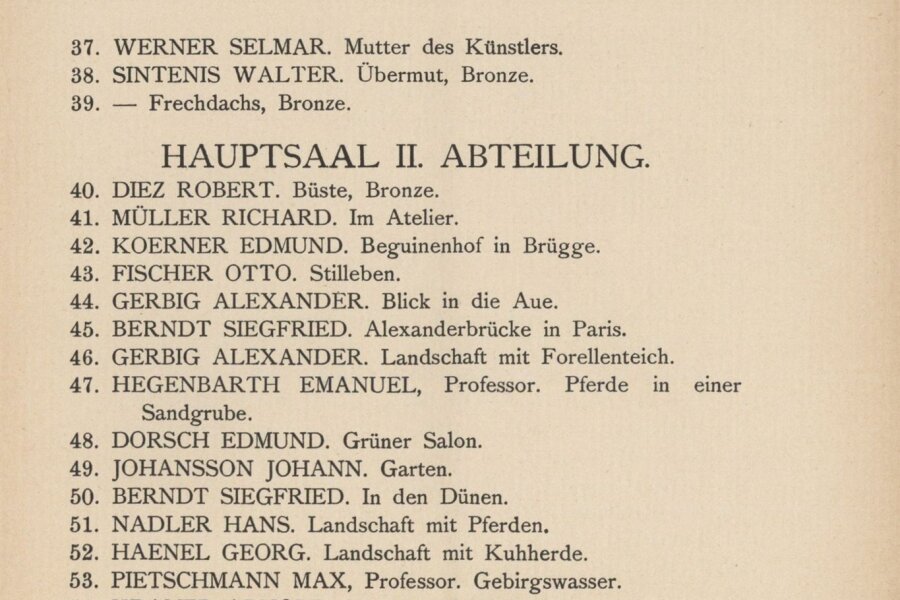 37. WERNER SELMAR. Mutter des Künstlers.
38. SINTENIS WALTER. Übermut, Bronze.
39. — Frechdachs, Bronze.
HAUPTSAAL II. ABTEILUNG.
40. DIEZ ROBERT. Büste, Bronze.
41. MÜLLER RICHARD. Im Atelier.
42. KOERNER EDMUND. Beguinenhof in Brügge.
43. FISCHER OTTO. Stilleben.
44. GERBIG ALEXANDER. Blick in die Aue.
45. BERNDT SIEGFRIED. Alexanderbrücke in Paris.
46. GERBIG ALEXANDER. Landschaft mit Forellenteich.
47. HEGENBARTH EMANUEL, Professor. Pferde in einer
Sandgrube.
48. DORSCH EDMUND. Grüner Salon.
49. JOHANSSON JOHANN. Garten.
50. BERNDT SIEGFRIED. In den Dünen.
51. NADLER HANS. Landschaft mit Pferden.
52. HAENEL GEORG. Landschaft mit Kuhherde.
53. PIETSCHMANN MAX, Professor. Gebirgswasser.